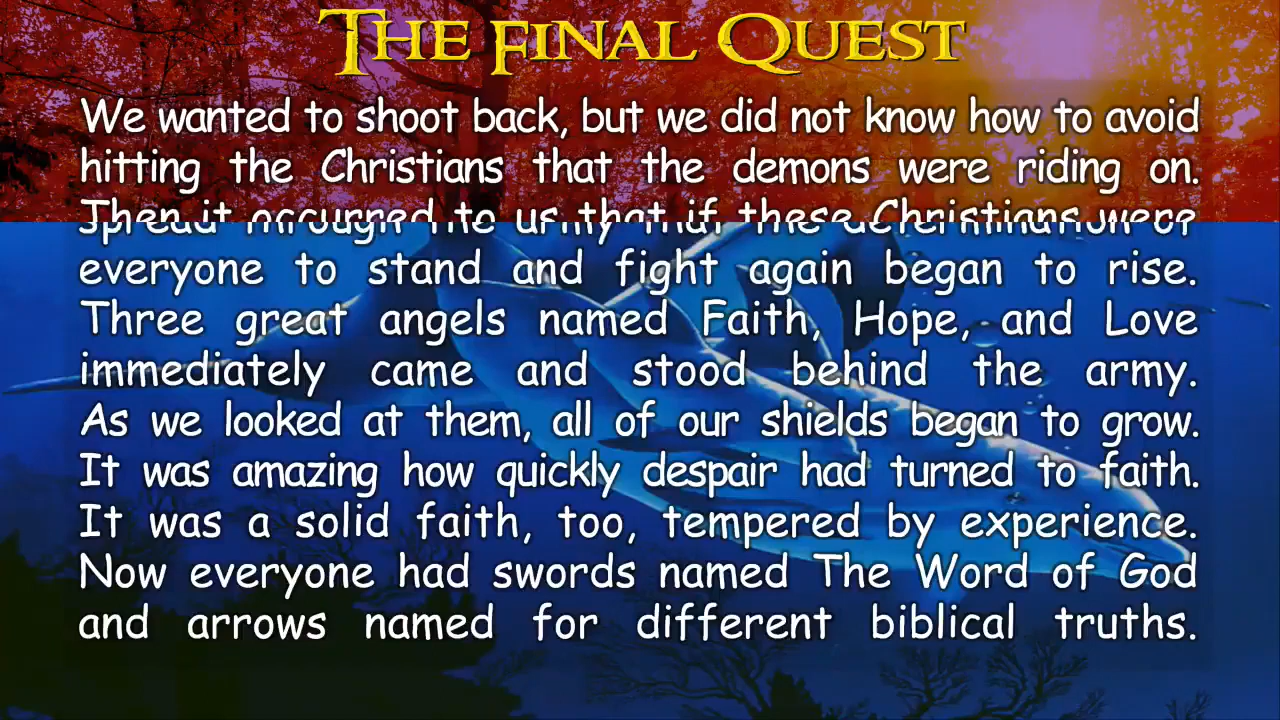 THE FINAL QUEST
We wanted to shoot back, but we did not know how to avoid
hitting the Christians that the demons were riding on.
Then it occurred to us that if these Christians were
everyone to stand and fight again began to rise.
Three great angels named Faith, Hope, and Love
immediately came and stood behind the army.
As we looked at them, all of our shields began to grow.
It was amazing how quickly despair had turned to faith.
It was a solid faith, too, tempered by experience.
Now everyone had swords named The Word of God
and arrows named for different biblical truths.